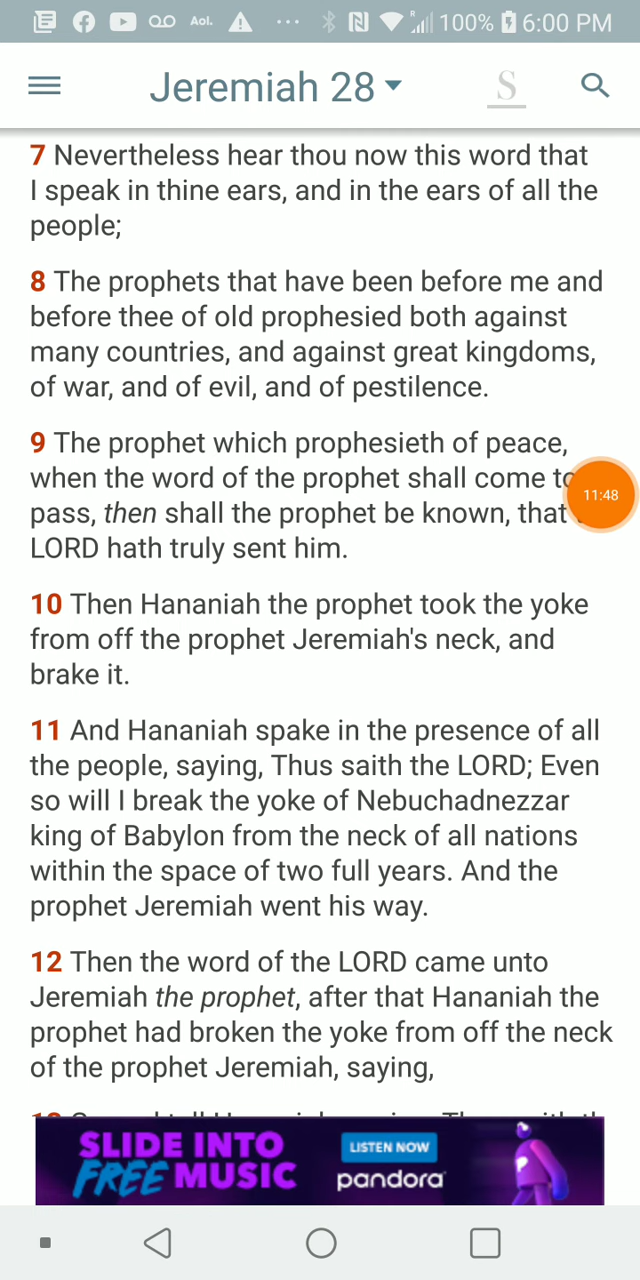 Aol. 100% 6:00 PM
Jeremiah 28 S
7 Nevertheless hear thou now this word that
I speak in thine ears, and in the ears of all the
people;
8 The prophets that have been before me and
before thee of old prophesied both against
many countries, and against great kingdoms,
of war, and of evil, and of pestilence.
9 The prophet which prophesieth of peace,
when the word of the prophet shall come
11:48
pass, then shall the prophet be known, that
LORD hath truly sent him.
10 Then Hananiah the prophet took the yoke
from off the prophet Jeremiah's neck, and
brake it.
11 And Hananiah spake in the presence of all
the people, saying, Thus saith the LORD; Even
so will I break the yoke of Nebuchadnezzar
king of Babylon from the neck of all nations
within the space of two full years. And the
prophet Jeremiah went his way.
12 Then the word of the LORD came unto
Jeremiah the prophet, after that Hananiah the
prophet had broken the yoke from off the neck
of the prophet Jeremiah, saying,
SLIDE INTO
FREE MUSIC
LISTEN NOW
pandora